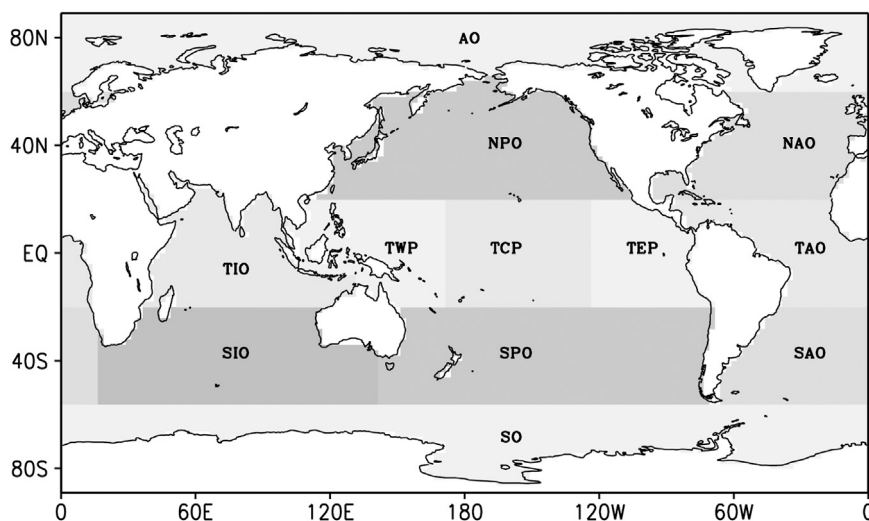 80N
AO
40N
NPO
NAO
EQ
TIO
TWP
TCP
TEP
TAO
40S
SIO
SPO
SAO
SO
80S
0
60E
120E
180
120W
60W
0